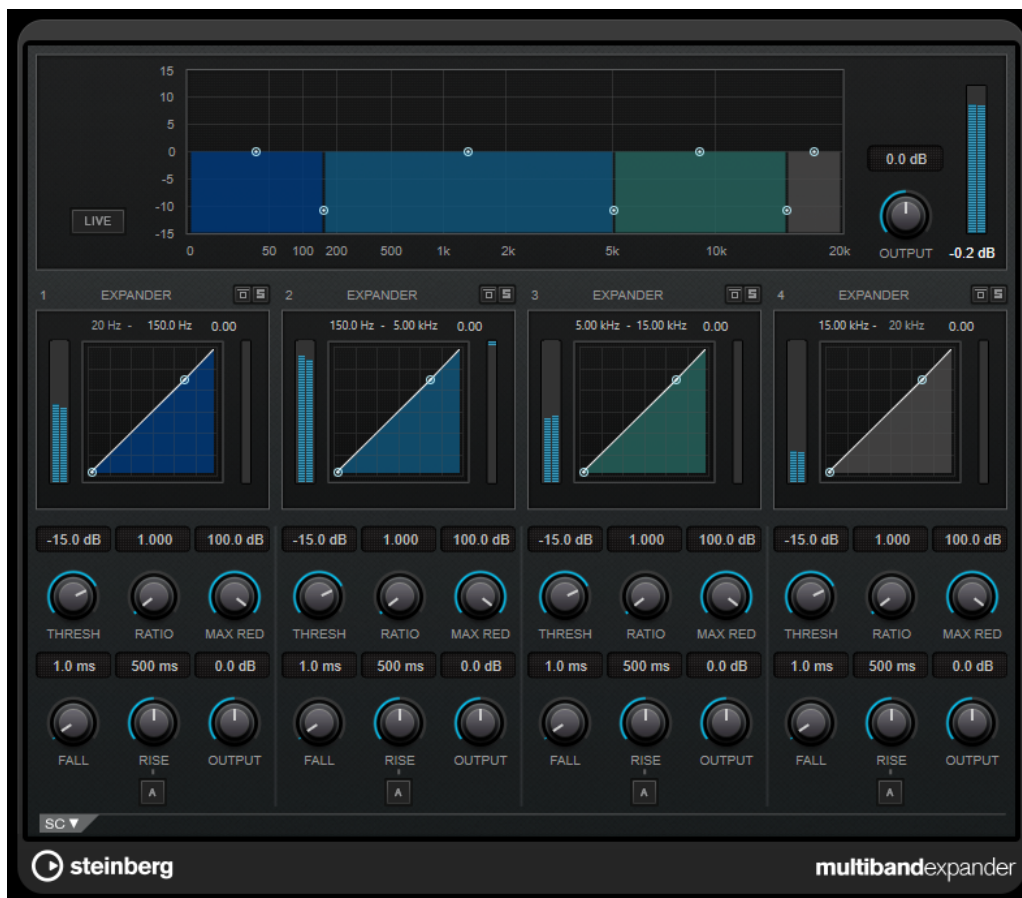 15
10
5
0
-5
-10
-15
LIVE
0 50 100 200 500 1k 2k 5k 10k 20k
0.0 dB
OUTPUT -0.2 dB
1 EXPANDER S 2 EXPANDER S 3 EXPANDER S 4 EXPANDER S
20 Hz - 150.0 Hz 0.00 150.0 Hz - 5.00 kHz 0.00 5.00 kHz - 15.00 kHz 0.00 15.00 kHz - 20 kHz 0.00
-15.0 dB 1.000 100.0 dB -15.0 dB 1.000 100.0 dB -15.0 dB 1.000 100.0 dB -15.0 dB 1.000 100.0 dB
THRESH RATIO MAX RED THRESH RATIO MAX RED THRESH RATIO MAX RED THRESH RATIO MAX RED
1.0 ms 500 ms 0.0 dB 1.0 ms 500 ms 0.0 dB 1.0 ms 500 ms 0.0 dB 1.0 ms 500 ms 0.0 dB
FALL RISE OUTPUT FALL RISE OUTPUT FALL RISE OUTPUT FALL RISE OUTPUT
A A A A
SC ▼
steinberg multibandexpander